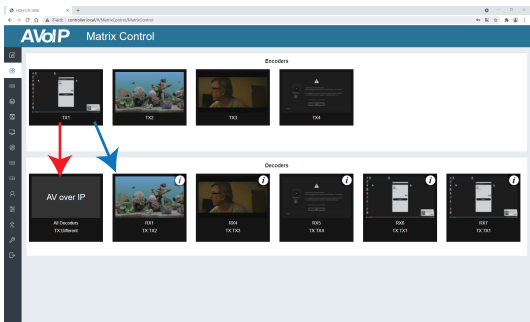 AVoIP Matrix Control
Encoders
TX1 TX2 TX3 TX4
Decoders
AV over IP
All Decoders RX1 RX4 RX5 RX6 RX7
TX:Different TX:TX2 TX:TX3 TX:TX4 TX:TX1 TX:TX1